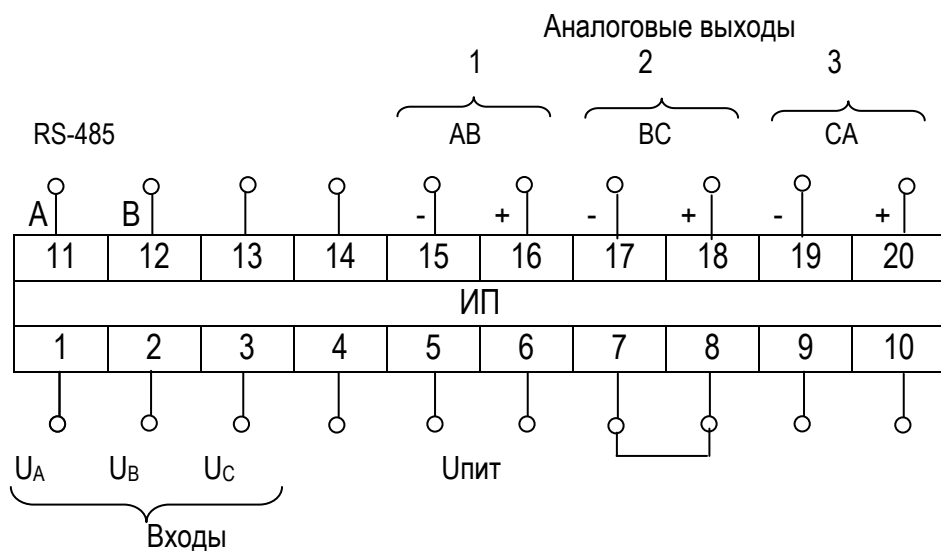 Аналоговые выходы
1 2 3
RS-485 AB BC CA
A B - + - + - +
11 12 13 14 15 16 17 18 19 20
ИП
1 2 3 4 5 6 7 8 9 10
UA UB UC Uпит
Входы